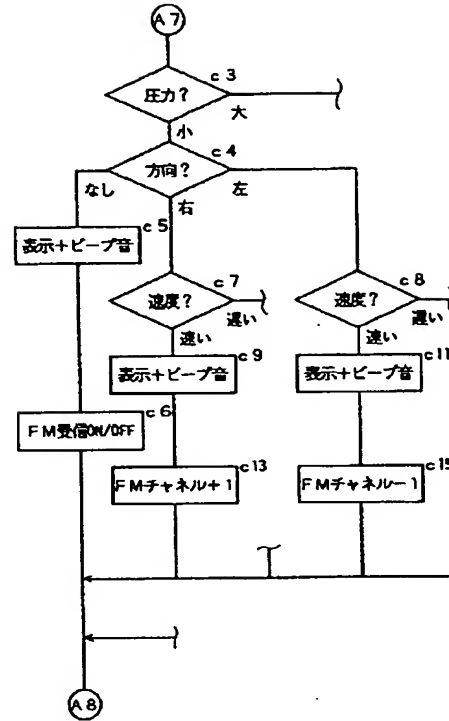 A7
c3
圧力?
大
小
c4
方向?
なし
右
左
c5
表示+ビープ音
c7
速度?
遅い
速い
c8
速度?
遅い
速い
c9
表示+ビープ音
c11
表示+ビープ音
c6
FM受信ON/OFF
c13
FMチャネル+1
c15
FMチャネル-1
A8